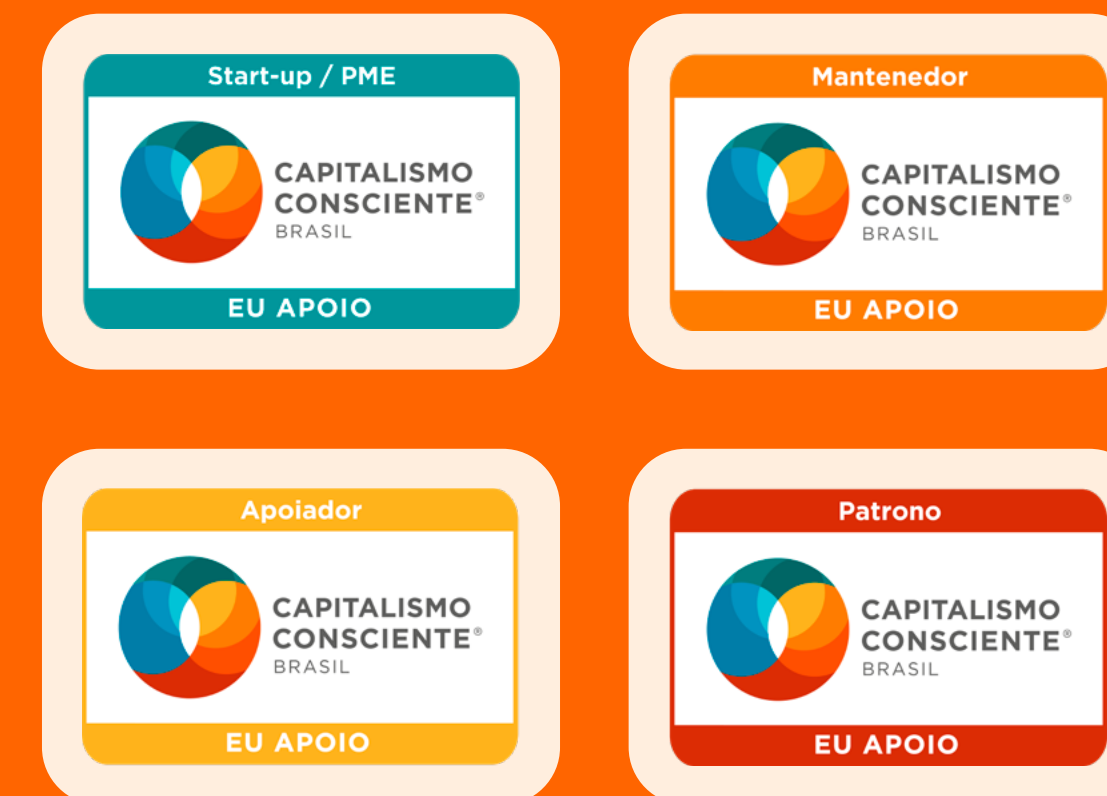 Start-up / PME
CAPITALISMO
CONSCIENTE®
BRASIL
EU APOIO
Mantenedor
CAPITALISMO
CONSCIENTE®
BRASIL
EU APOIO
Apoiador
CAPITALISMO
CONSCIENTE®
BRASIL
EU APOIO
Patrono
CAPITALISMO
CONSCIENTE®
BRASIL
EU APOIO